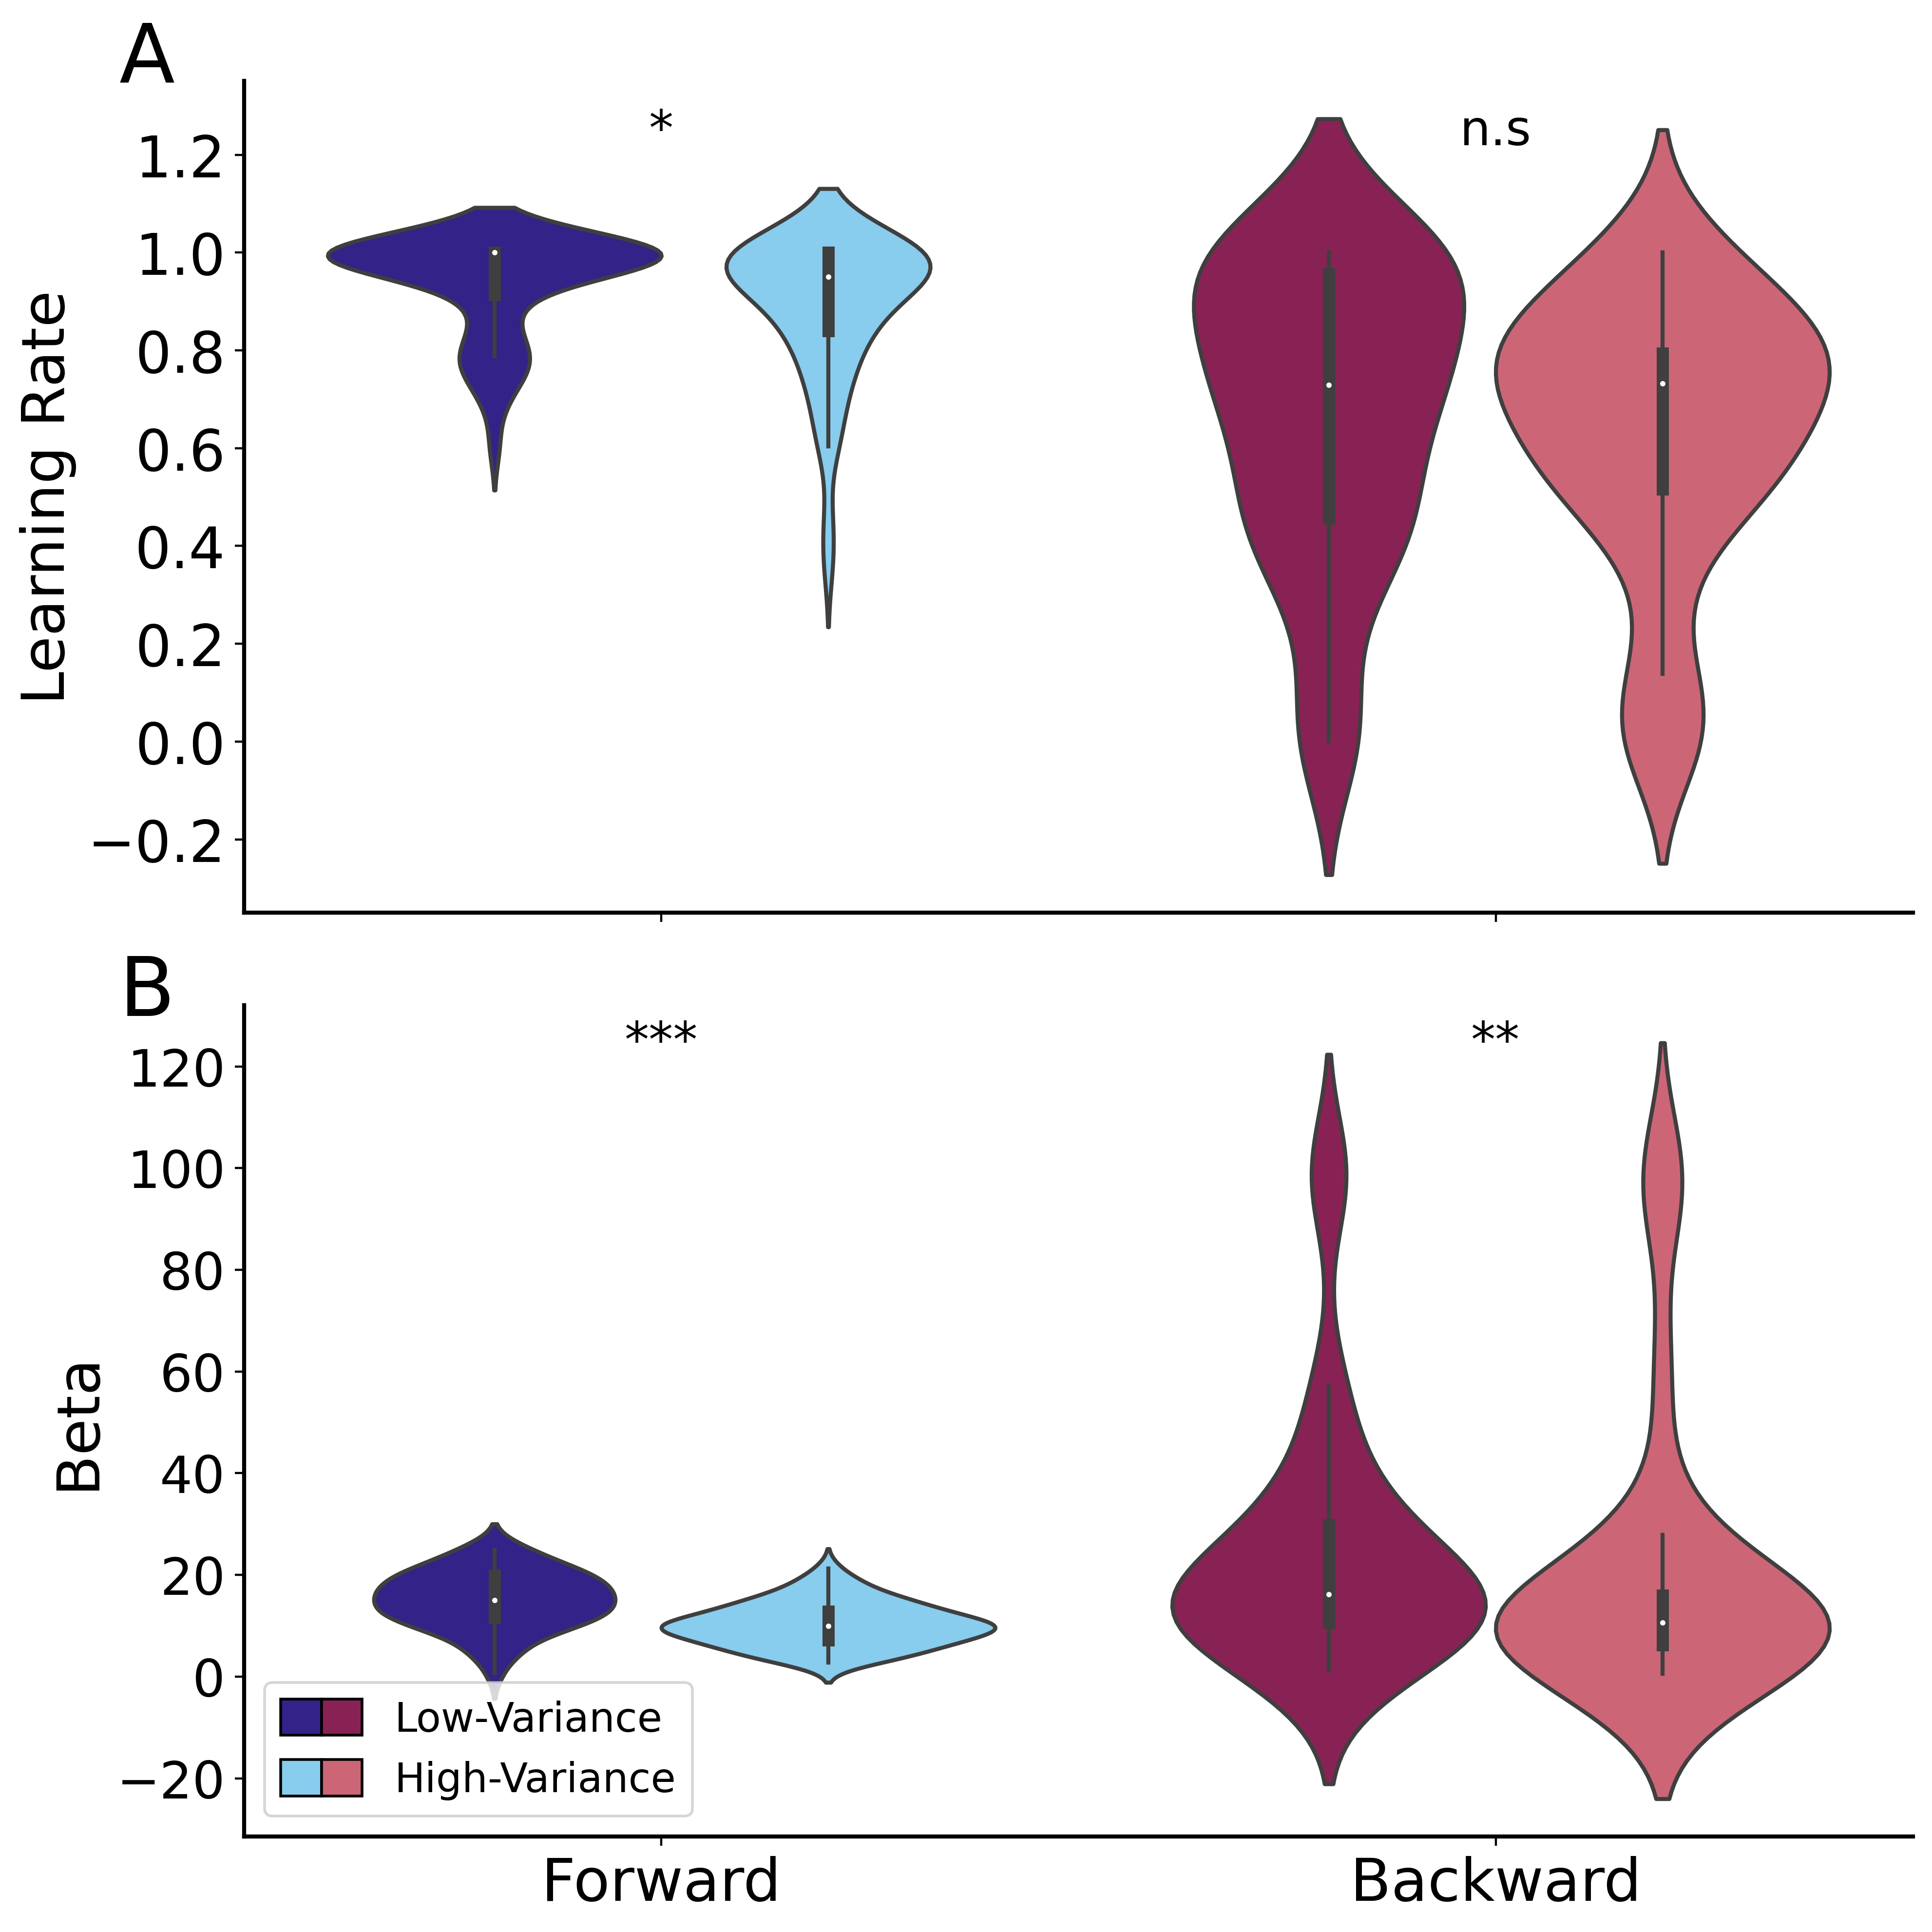 A
* n.s
1.2
1.0
0.8
0.6
0.4
0.2
0.0
−0.2
Learning Rate
B
*** **
120
100
80
60
40
20
0
−20
Beta
Low-Variance
High-Variance
Forward Backward